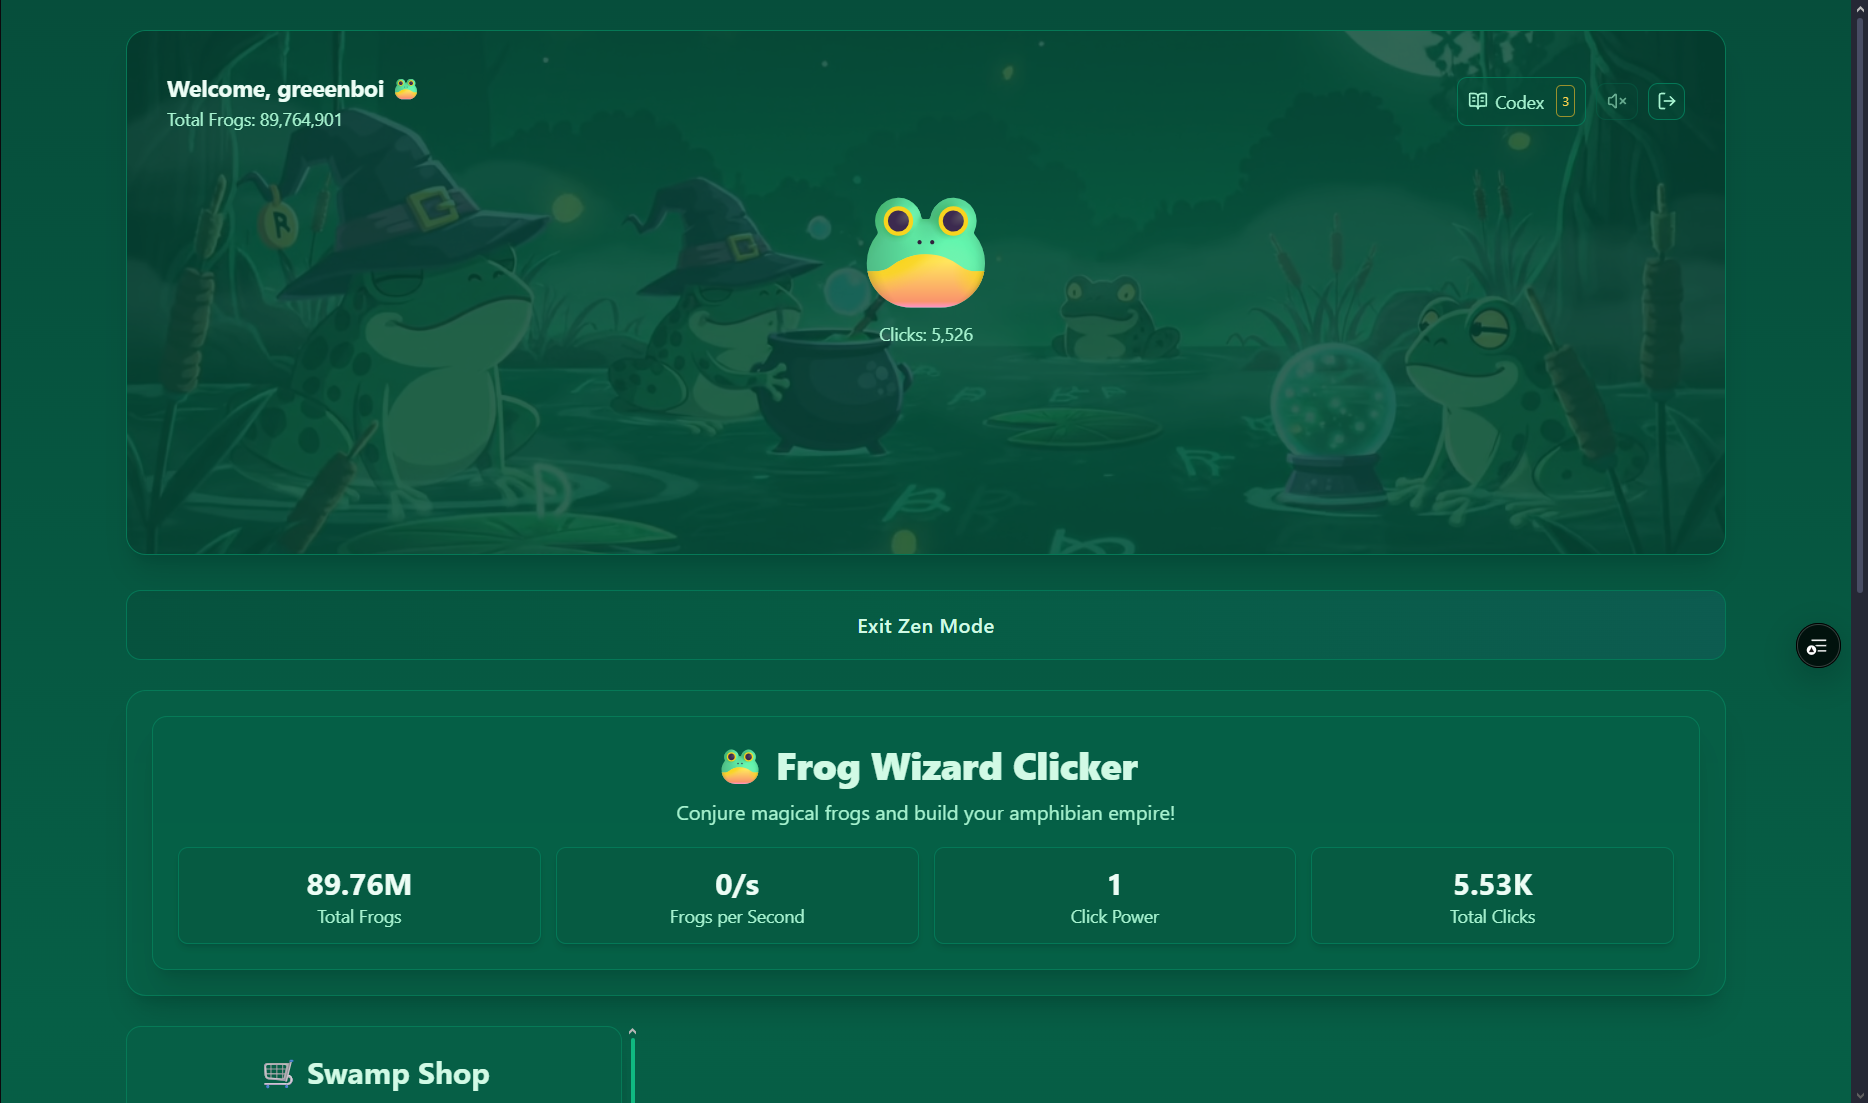 Welcome, greeenboi
Total Frogs: 89,764,901
Codex 3
R
Clicks: 5,526
Exit Zen Mode
Frog Wizard Clicker
Conjure magical frogs and build your amphibian empire!
89.76M
Total Frogs
0/s
Frogs per Second
1
Click Power
5.53K
Total Clicks
Swamp Shop